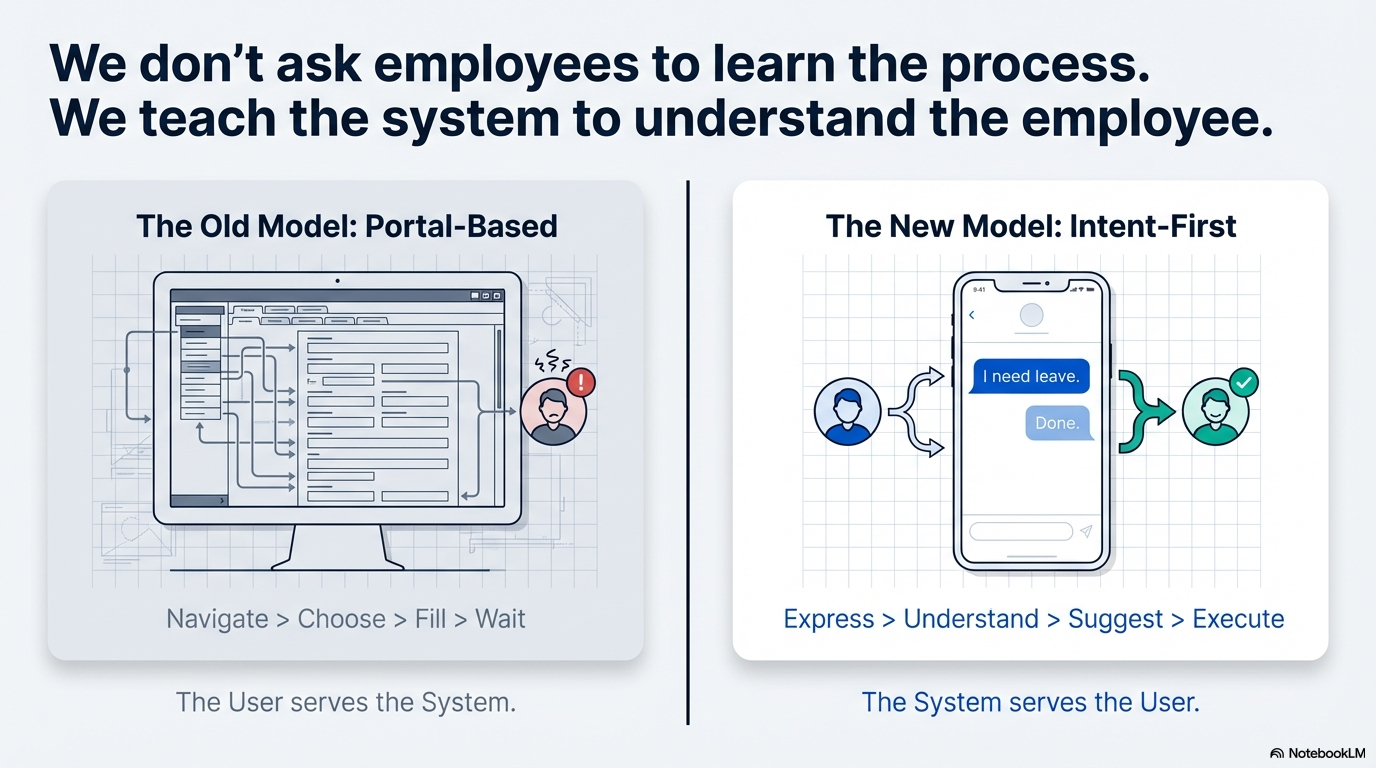 We don’t ask employees to learn the process.
We teach the system to understand the employee.
The Old Model: Portal-Based
Navigate > Choose > Fill > Wait
The User serves the System.
The New Model: Intent-First
9:41
I need leave.
Done.
Express > Understand > Suggest > Execute
The System serves the User.
NotebookLM